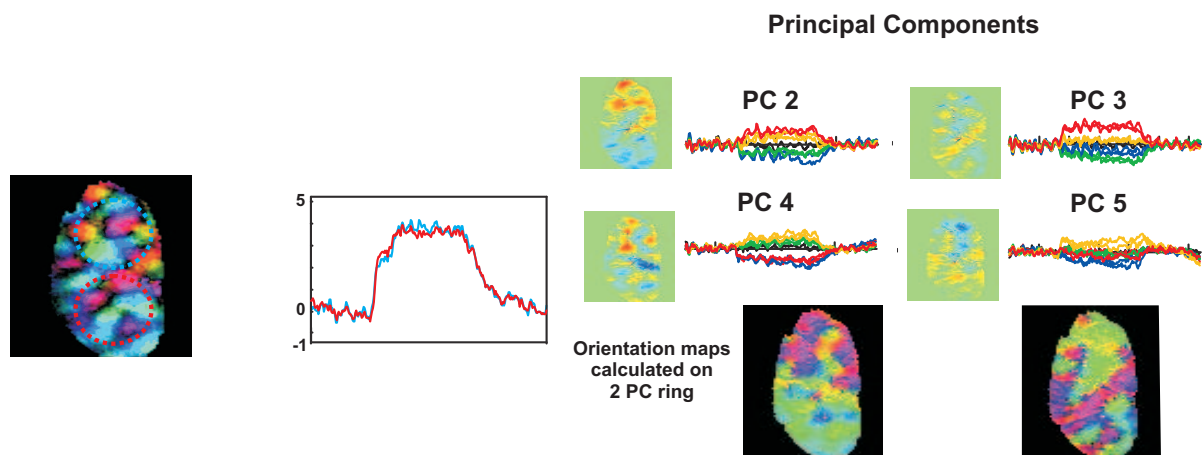 Principal Components
PC 2
PC 3
PC 4
PC 5
5
0
-1
Orientation maps
calculated on
2 PC ring